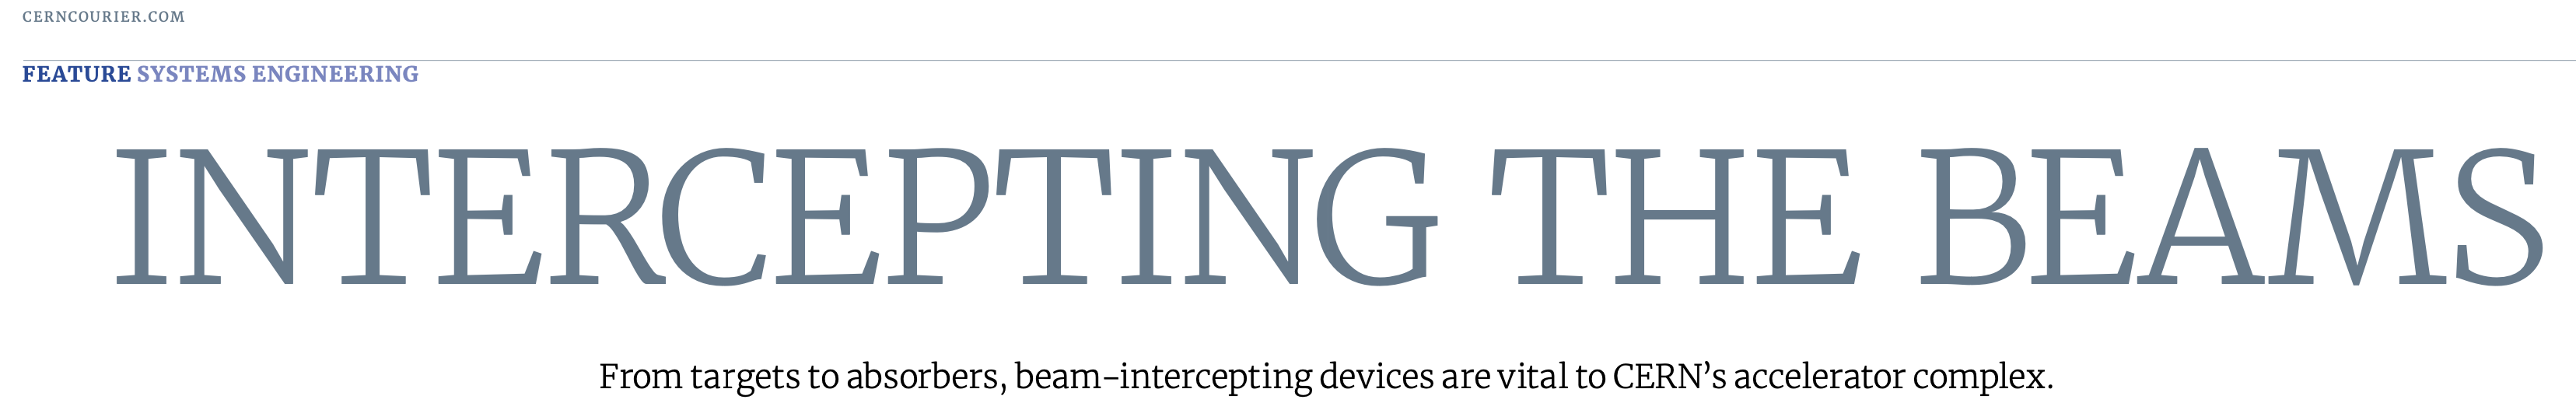 CERNCOURIER.COM
FEATURE SYSTEMS ENGINEERING
INTERCEPTING THE BEAMS
From targets to absorbers, beam-intercepting devices are vital to CERN’s accelerator complex.